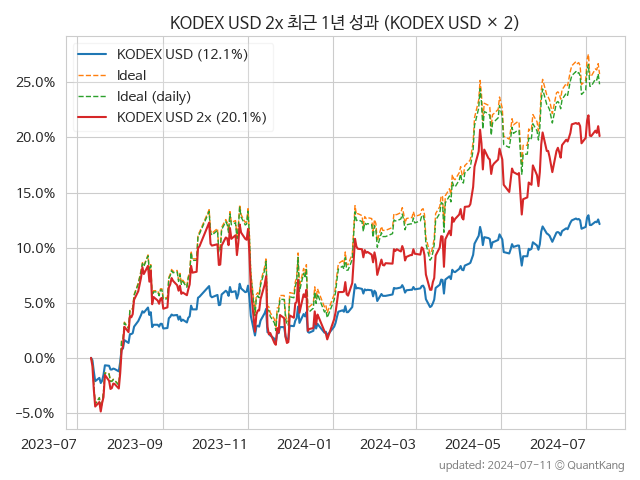 KODEX USD 2x 최근 1년 성과 (KODEX USD × 2)
KODEX USD (12.1%)
Ideal
Ideal (daily)
KODEX USD 2x (20.1%)
25.0%
20.0%
15.0%
10.0%
5.0%
0.0%
−5.0%
2023-07
2023-09
2023-11
2024-01
2024-03
2024-05
2024-07
updated: 2024-07-11 © QuantKang